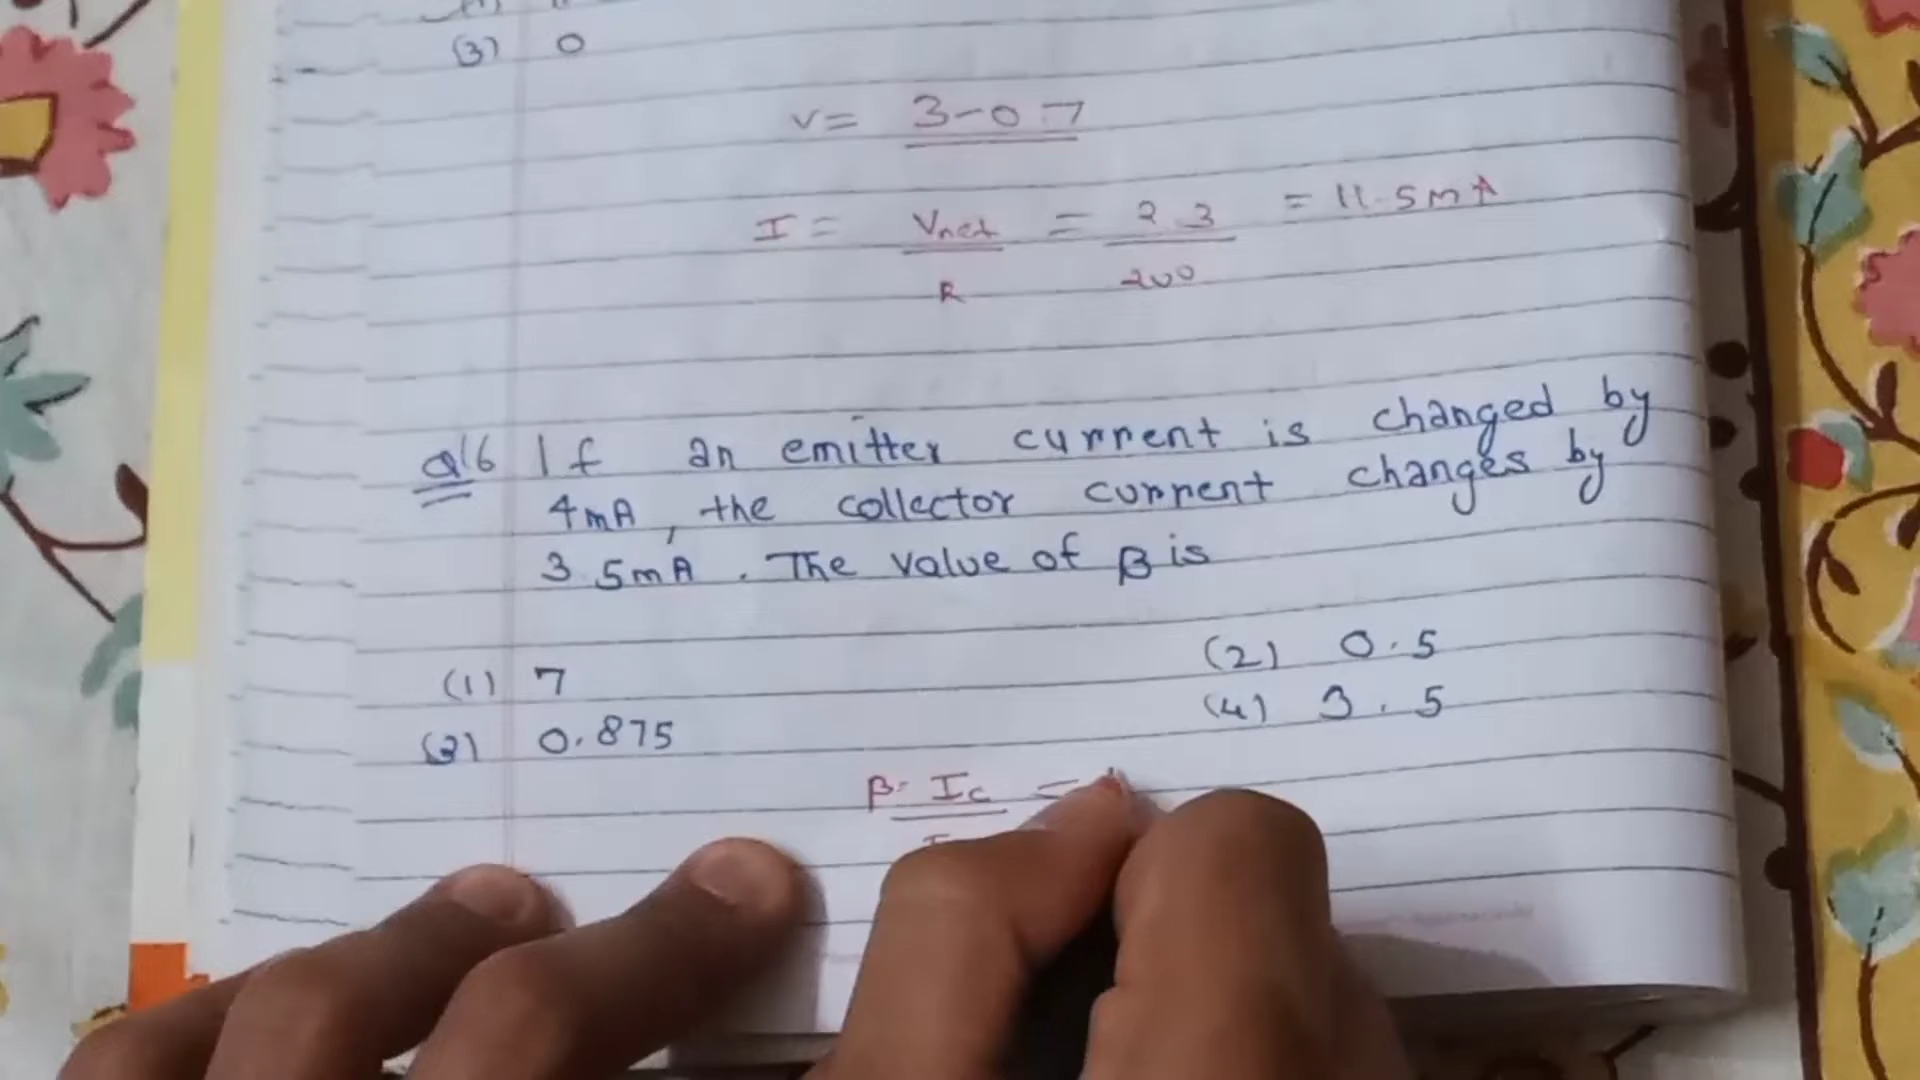 (3) 0
V= 3-0.7
I = Vnet/R = 2.3/200 = 11.5mA
Q16 If an emitter current is changed by
4mA, the collector current changes by
3.5mA. The value of β is
(1) 7 (2) 0.5
(3) 0.875 (4) 3.5
β= Ic =